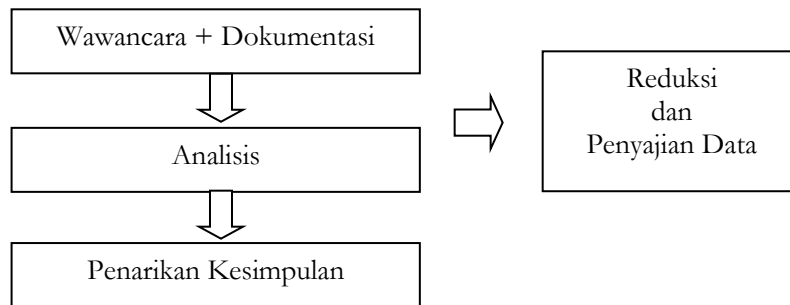 Wawancara + Dokumentasi
Analisis
Penarikan Kesimpulan
Reduksi
dan
Penyajian Data